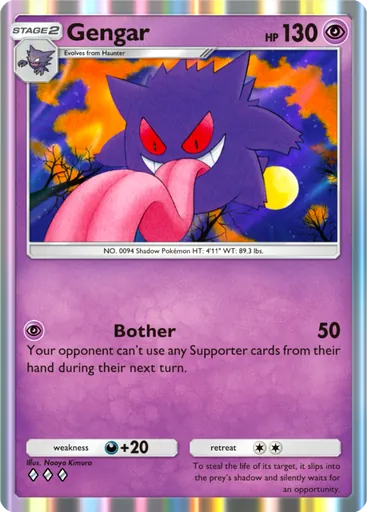 STAGE2
Gengar
HP 130
Evolves from Haunter
NO. 0094 Shadow Pokémon HT: 4'11" WT: 89.3 lbs.
Bother 50
Your opponent can't use any Supporter cards from their
hand during their next turn.
weakness +20 retreat
Illus. Naoyo Kimura
To steal the life of its target, it slips into
the prey's shadow and silently waits for
an opportunity.